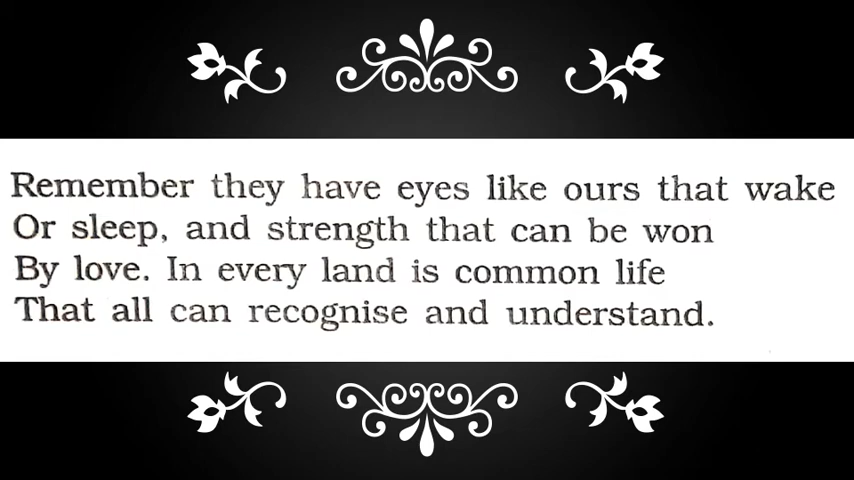 Remember they have eyes like ours that wake
Or sleep, and strength that can be won
By love. In every land is common life
That all can recognise and understand.